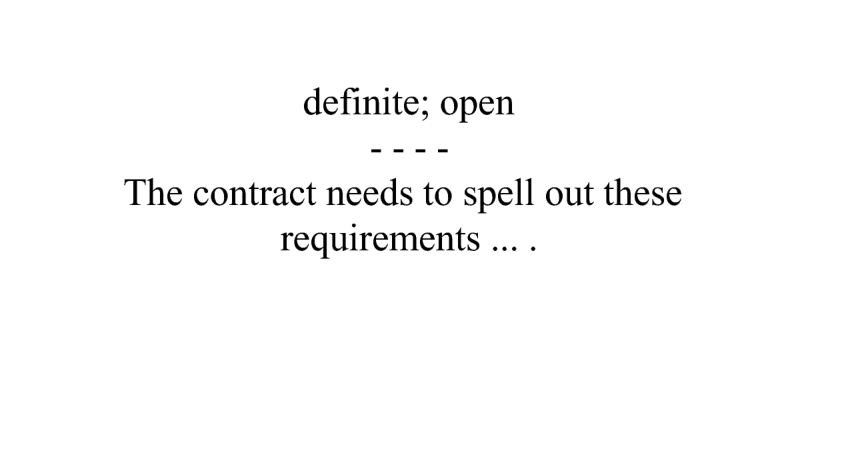 definite; open
- - - -
The contract needs to spell out these
requirements ... .